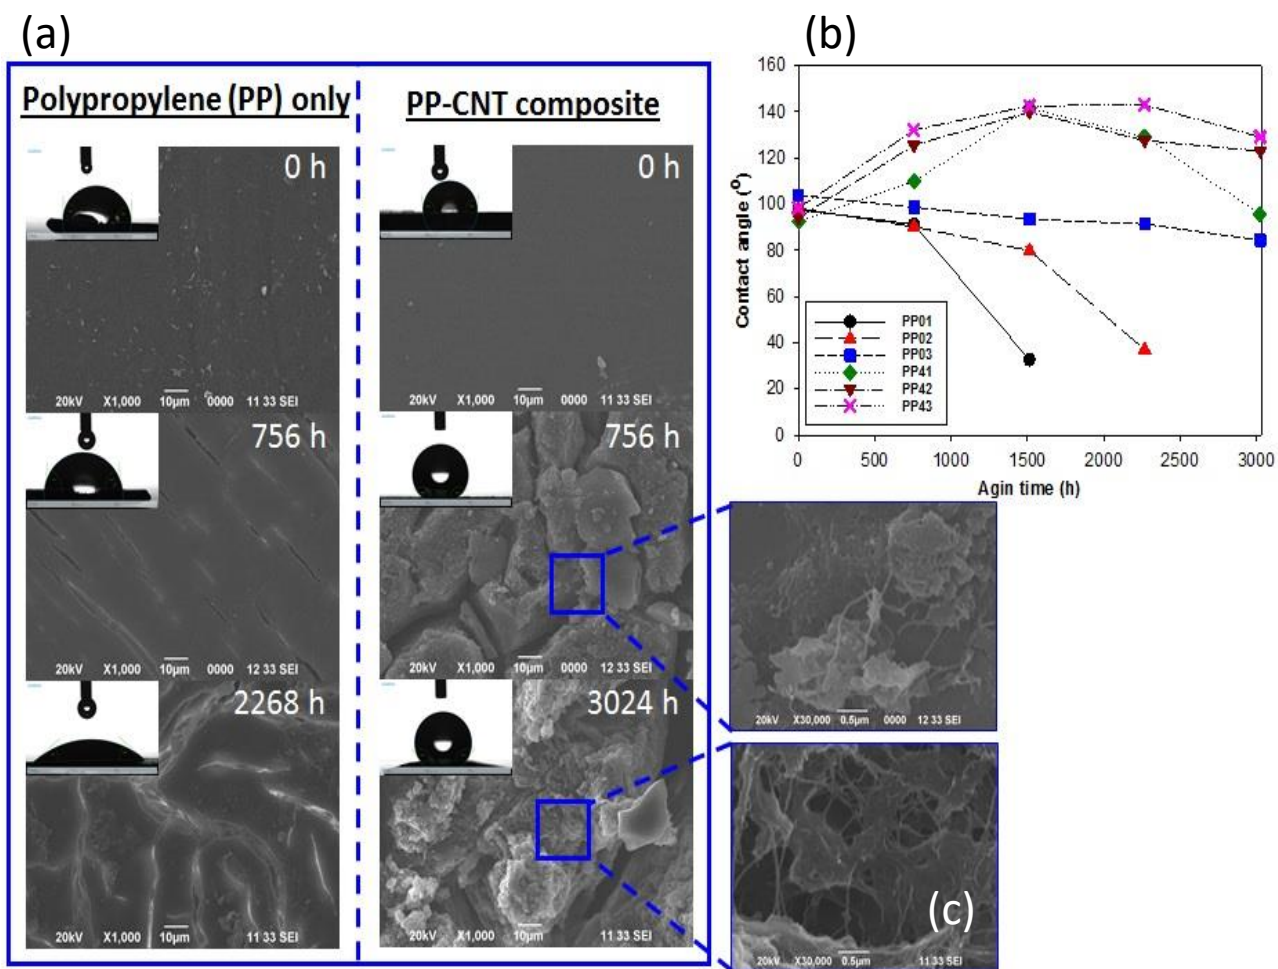 (a)
Polypropylene (PP) only
PP-CNT composite
0 h
20kV X1,000 10µm 0000 11 33 SEI
0 h
20kV X1,000 10µm 0000 11 33 SEI
756 h
20kV X1,000 10µm 0000 12 33 SEI
756 h
20kV X1,000 10µm 0000 12 33 SEI
2268 h
20kV X1,000 10µm 11 33 SEI
3024 h
20kV X1,000 10µm 11 33 SEI
(b)
160
140
120
100
80
60
40
20
0
Contact angle (°)
PP01
PP02
PP03
PP41
PP42
PP43
0 500 1000 1500 2000 2500 3000
Agin time (h)
20kV X30,000 0.5µm 0000 12 33 SEI
(c)
20kV X30,000 0.5µm 11 33 SEI